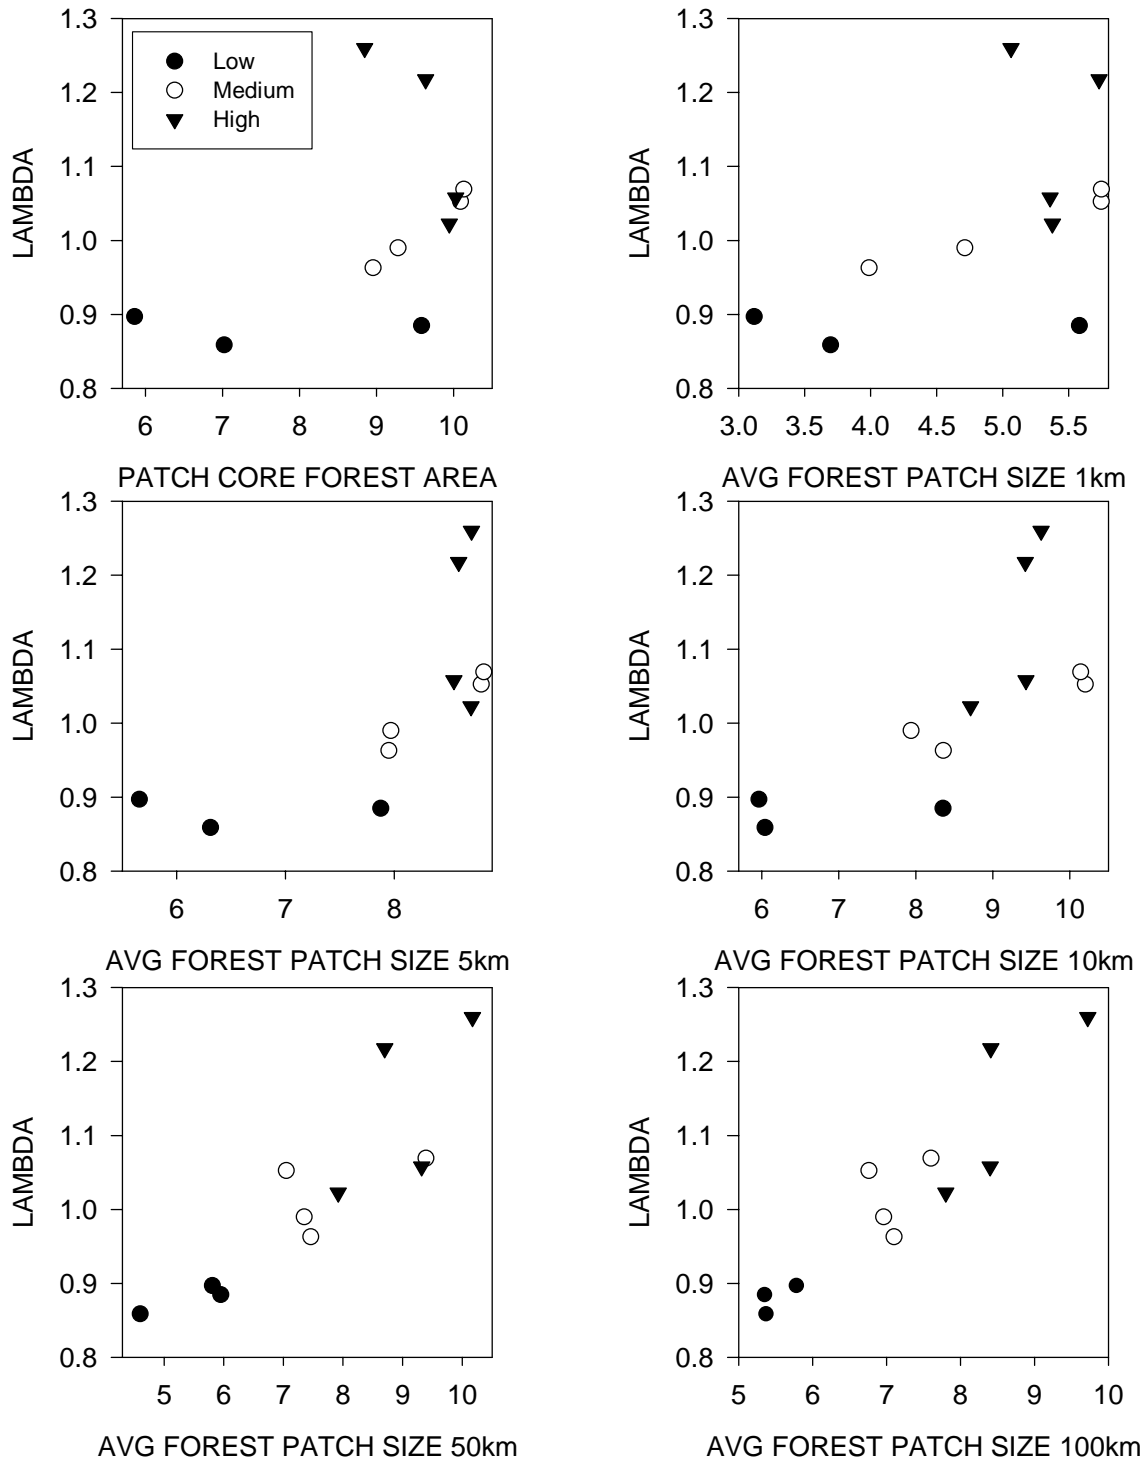 1.3
1.2
1.1
1.0
0.9
0.8
LAMBDA
Low
Medium
High
6 7 8 9 10
PATCH CORE FOREST AREA
1.3
1.2
1.1
1.0
0.9
0.8
LAMBDA
3.0 3.5 4.0 4.5 5.0 5.5
AVG FOREST PATCH SIZE 1km
1.3
1.2
1.1
1.0
0.9
0.8
LAMBDA
6 7 8
AVG FOREST PATCH SIZE 5km
1.3
1.2
1.1
1.0
0.9
0.8
LAMBDA
6 7 8 9 10
AVG FOREST PATCH SIZE 10km
1.3
1.2
1.1
1.0
0.9
0.8
LAMBDA
5 6 7 8 9 10
AVG FOREST PATCH SIZE 50km
1.3
1.2
1.1
1.0
0.9
0.8
LAMBDA
5 6 7 8 9 10
AVG FOREST PATCH SIZE 100km